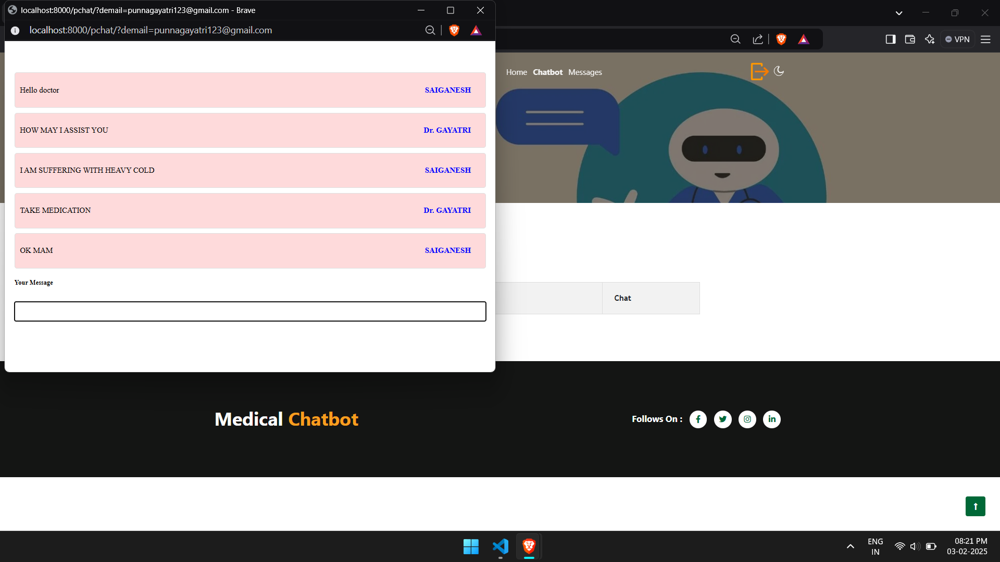 localhost:8000/pchat/?demail=punnagayatri123@gmail.com - Brave
localhost:8000/pchat/?demail=punnagayatri123@gmail.com
VPN
Home Chatbot Messages
Hello doctor SAIGANESH
HOW MAY I ASSIST YOU Dr. GAYATRI
I AM SUFFERING WITH HEAVY COLD SAIGANESH
TAKE MEDICATION Dr. GAYATRI
OK MAM SAIGANESH
Your Message
Chat
Medical Chatbot
Follows On :
ENG
IN
08:21 PM
03-02-2025